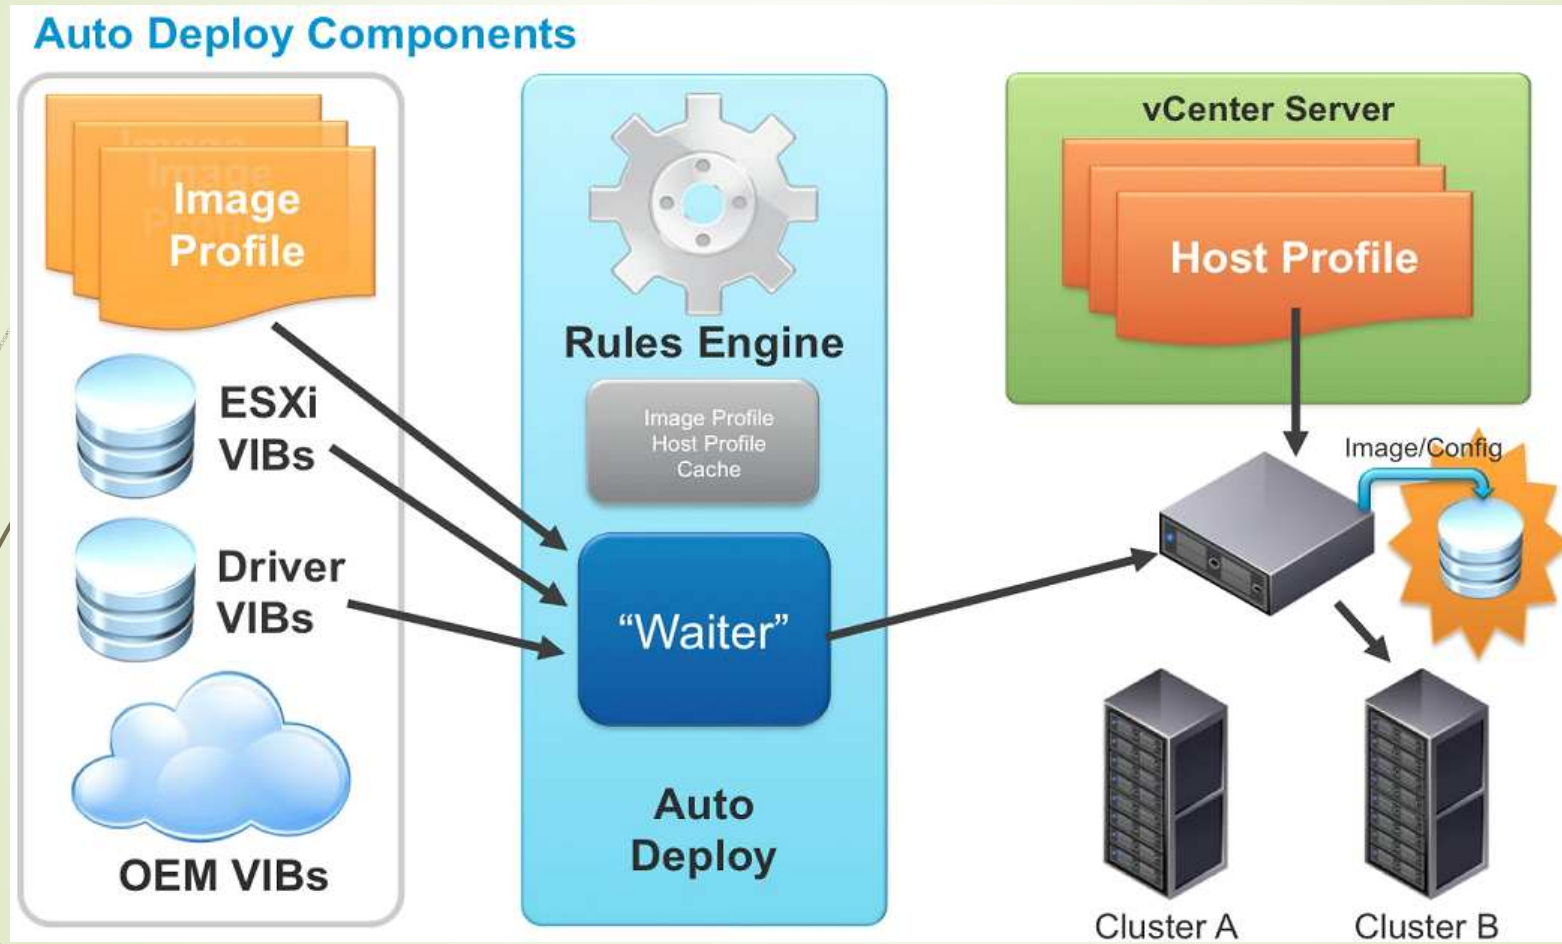 Auto Deploy Components
Image
Profile
ESXi
VIBs
Driver
VIBs
OEM VIBs
Rules Engine
Image Profile
Host Profile
Cache
“Waiter”
Auto
Deploy
vCenter Server
Host Profile
Image/Config
Cluster A
Cluster B